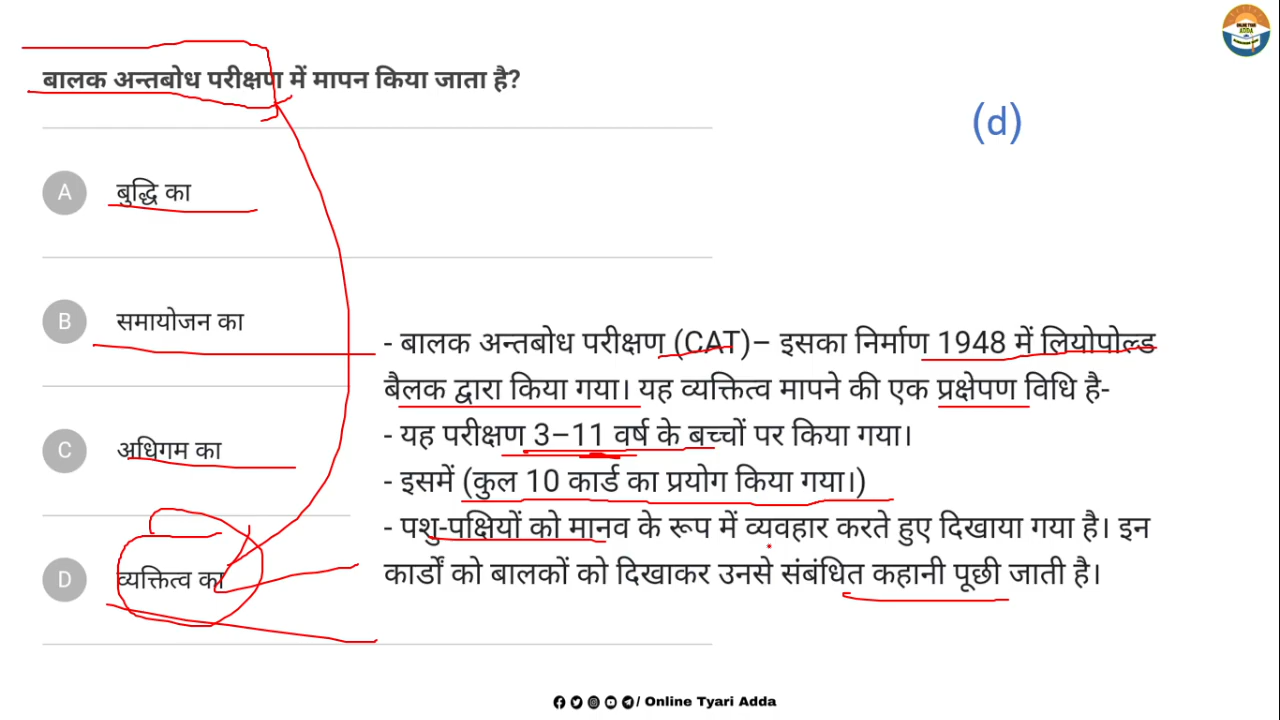 बालक अन्तबोध परीक्षण में मापन किया जाता है?
(d)
A बुद्धि का
B समायोजन का
C अधिगम का
D व्यक्तित्व का
- बालक अन्तबोध परीक्षण (CAT)– इसका निर्माण 1948 में लियोपोल्ड
बैलक द्वारा किया गया। यह व्यक्तित्व मापने की एक प्रक्षेपण विधि है-
- यह परीक्षण 3–11 वर्ष के बच्चों पर किया गया।
- इसमें (कुल 10 कार्ड का प्रयोग किया गया।)
- पशु-पक्षियों को मानव के रूप में व्यवहार करते हुए दिखाया गया है। इन
कार्डों को बालकों को दिखाकर उनसे संबंधित कहानी पूछी जाती है।
/ Online Tyari Adda